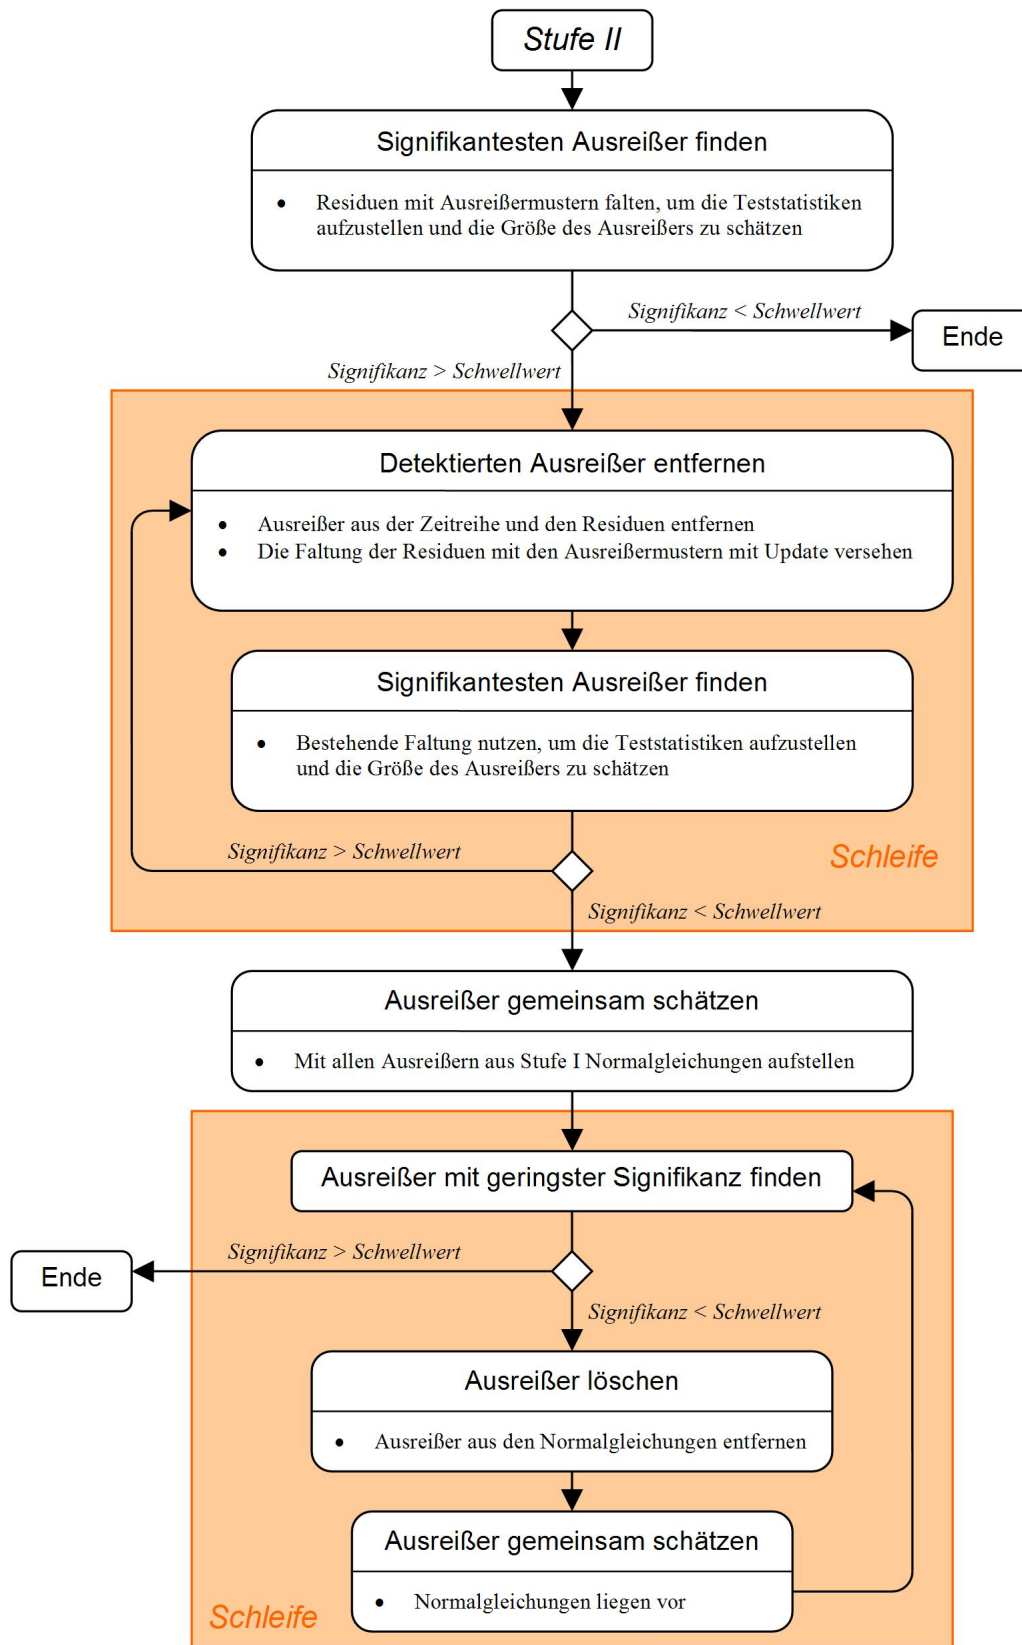 Stufe II
Signifikantesten Ausreißer finden
• Residuen mit Ausreißermustern falten, um die Teststatistiken
aufzustellen und die Größe des Ausreißers zu schätzen
Signifikanz < Schwellwert
Ende
Signifikanz > Schwellwert
Detektierten Ausreißer entfernen
• Ausreißer aus der Zeitreihe und den Residuen entfernen
• Die Faltung der Residuen mit den Ausreißermustern mit Update versehen
Signifikantesten Ausreißer finden
• Bestehende Faltung nutzen, um die Teststatistiken aufzustellen
und die Größe des Ausreißers zu schätzen
Signifikanz > Schwellwert
Schleife
Signifikanz < Schwellwert
Ausreißer gemeinsam schätzen
• Mit allen Ausreißern aus Stufe I Normalgleichungen aufstellen
Ausreißer mit geringster Signifikanz finden
Signifikanz > Schwellwert
Ende
Signifikanz < Schwellwert
Ausreißer löschen
• Ausreißer aus den Normalgleichungen entfernen
Ausreißer gemeinsam schätzen
• Normalgleichungen liegen vor
Schleife